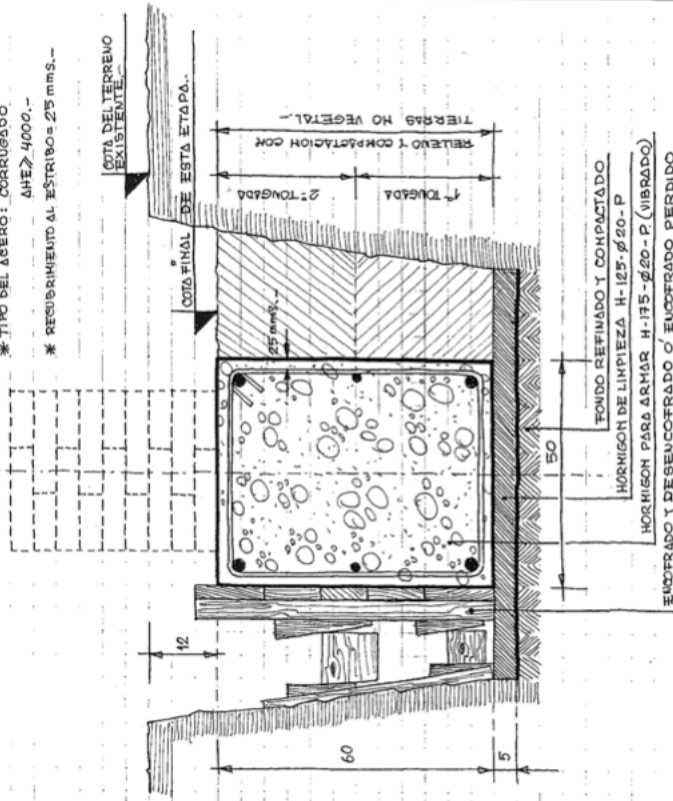 * TIPO DEL ACERO: CORRUGADO
AHE ≥ 4000.-
* RECUBRIMIENTO AL ESTRIBO = 25 mms.-
COTA DEL TERRENO
EXISTENTE.-
COTA FINAL DE ESTA ETAPA.-
25 mms.-
2ª TONGADA
1ª TONGADA
RELLENO Y COMPACTACION CON
TIERRAS NO VEGETAL.-
12
60
5
50
FONDO REFINADO Y COMPACTADO
HORMIGON DE LIMPIEZA H-125-Ø20-P
HORMIGON PARA ARMAR H-175-Ø20-P (VIBRADO)
ENCOFRADO Y DESENCOFRADO Ó ENCOFRADO PERDIDO